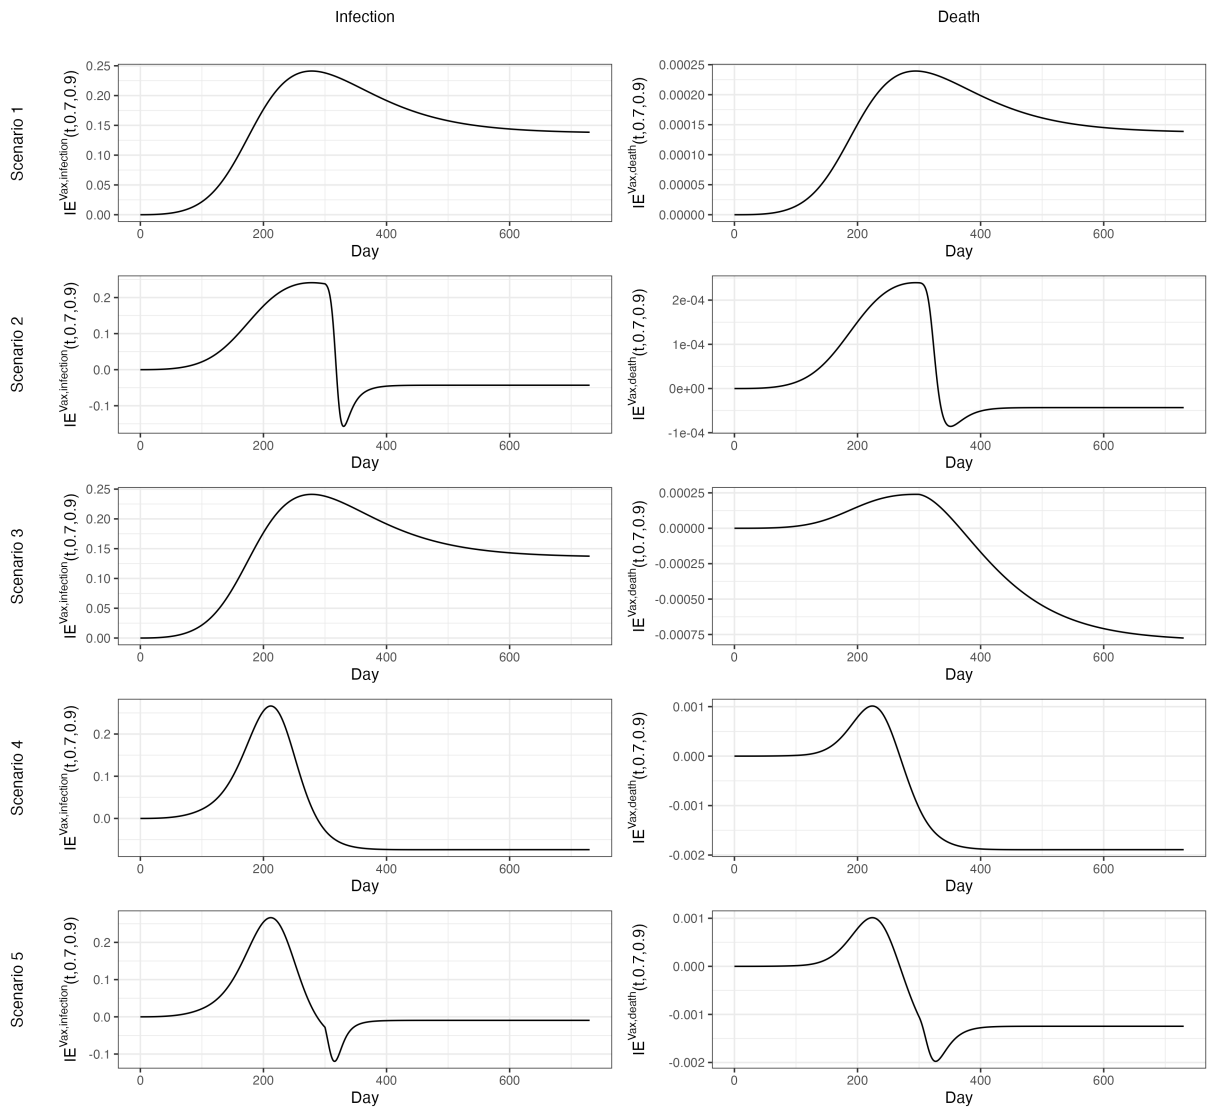 Infection Death
Scenario 1
IE^Vax,infection(t,0.7,0.9)
0.25
0.20
0.15
0.10
0.05
0.00
0 200 400 600
Day
IE^Vax,death(t,0.7,0.9)
0.00025
0.00020
0.00015
0.00010
0.00005
0.00000
0 200 400 600
Day
Scenario 2
IE^Vax,infection(t,0.7,0.9)
0.2
0.1
0.0
-0.1
0 200 400 600
Day
IE^Vax,death(t,0.7,0.9)
2e-04
1e-04
0e+00
-1e-04
0 200 400 600
Day
Scenario 3
IE^Vax,infection(t,0.7,0.9)
0.25
0.20
0.15
0.10
0.05
0.00
0 200 400 600
Day
IE^Vax,death(t,0.7,0.9)
0.00025
0.00000
-0.00025
-0.00050
-0.00075
0 200 400 600
Day
Scenario 4
IE^Vax,infection(t,0.7,0.9)
0.2
0.1
0.0
0 200 400 600
Day
IE^Vax,death(t,0.7,0.9)
0.001
0.000
-0.001
-0.002
0 200 400 600
Day
Scenario 5
IE^Vax,infection(t,0.7,0.9)
0.2
0.1
0.0
-0.1
0 200 400 600
Day
IE^Vax,death(t,0.7,0.9)
0.001
0.000
-0.001
-0.002
0 200 400 600
Day